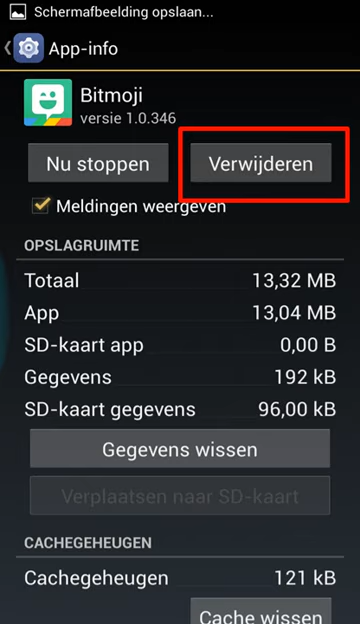 Schermafbeelding opslaan...
App-info
Bitmoji
versie 1.0.346
Nu stoppen Verwijderen
Meldingen weergeven
OPSLAGRUIMTE
Totaal 13,32 MB
App 13,04 MB
SD-kaart app 0,00 B
Gegevens 192 kB
SD-kaart gegevens 96,00 kB
Gegevens wissen
Verplaatsen naar SD-kaart
CACHEGEHEUGEN
Cachegeheugen 121 kB
Cache wissen